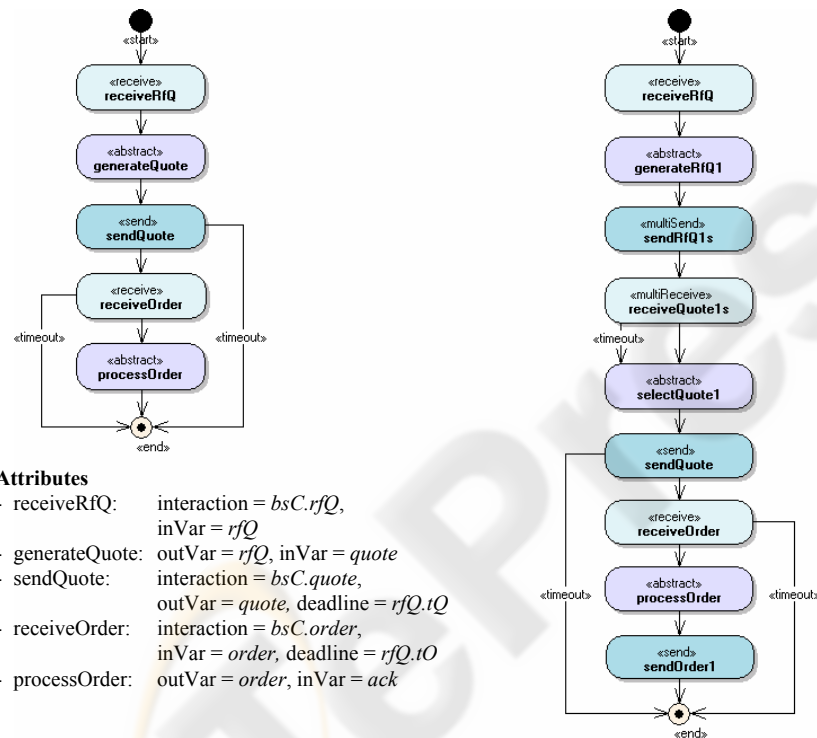 «start»
«receive»
receiveRfQ
«abstract»
generateQuote
«send»
sendQuote
«receive»
receiveOrder
«timeout»
«timeout»
«abstract»
processOrder
«end»
Attributes
- receiveRfQ: interaction = bsC.rfQ,
inVar = rfQ
- generateQuote: outVar = rfQ, inVar = quote
- sendQuote: interaction = bsC.quote,
outVar = quote, deadline = rfQ.tQ
- receiveOrder: interaction = bsC.order,
inVar = order, deadline = rfQ.tO
- processOrder: outVar = order, inVar = ack
«start»
«receive»
receiveRfQ
«abstract»
generateRfQ1
«multiSend»
sendRfQ1s
«multiReceive»
receiveQuote1s
«timeout»
«abstract»
selectQuote1
«send»
sendQuote
«receive»
receiveOrder
«timeout»
«abstract»
processOrder
«timeout»
«send»
sendOrder1
«end»